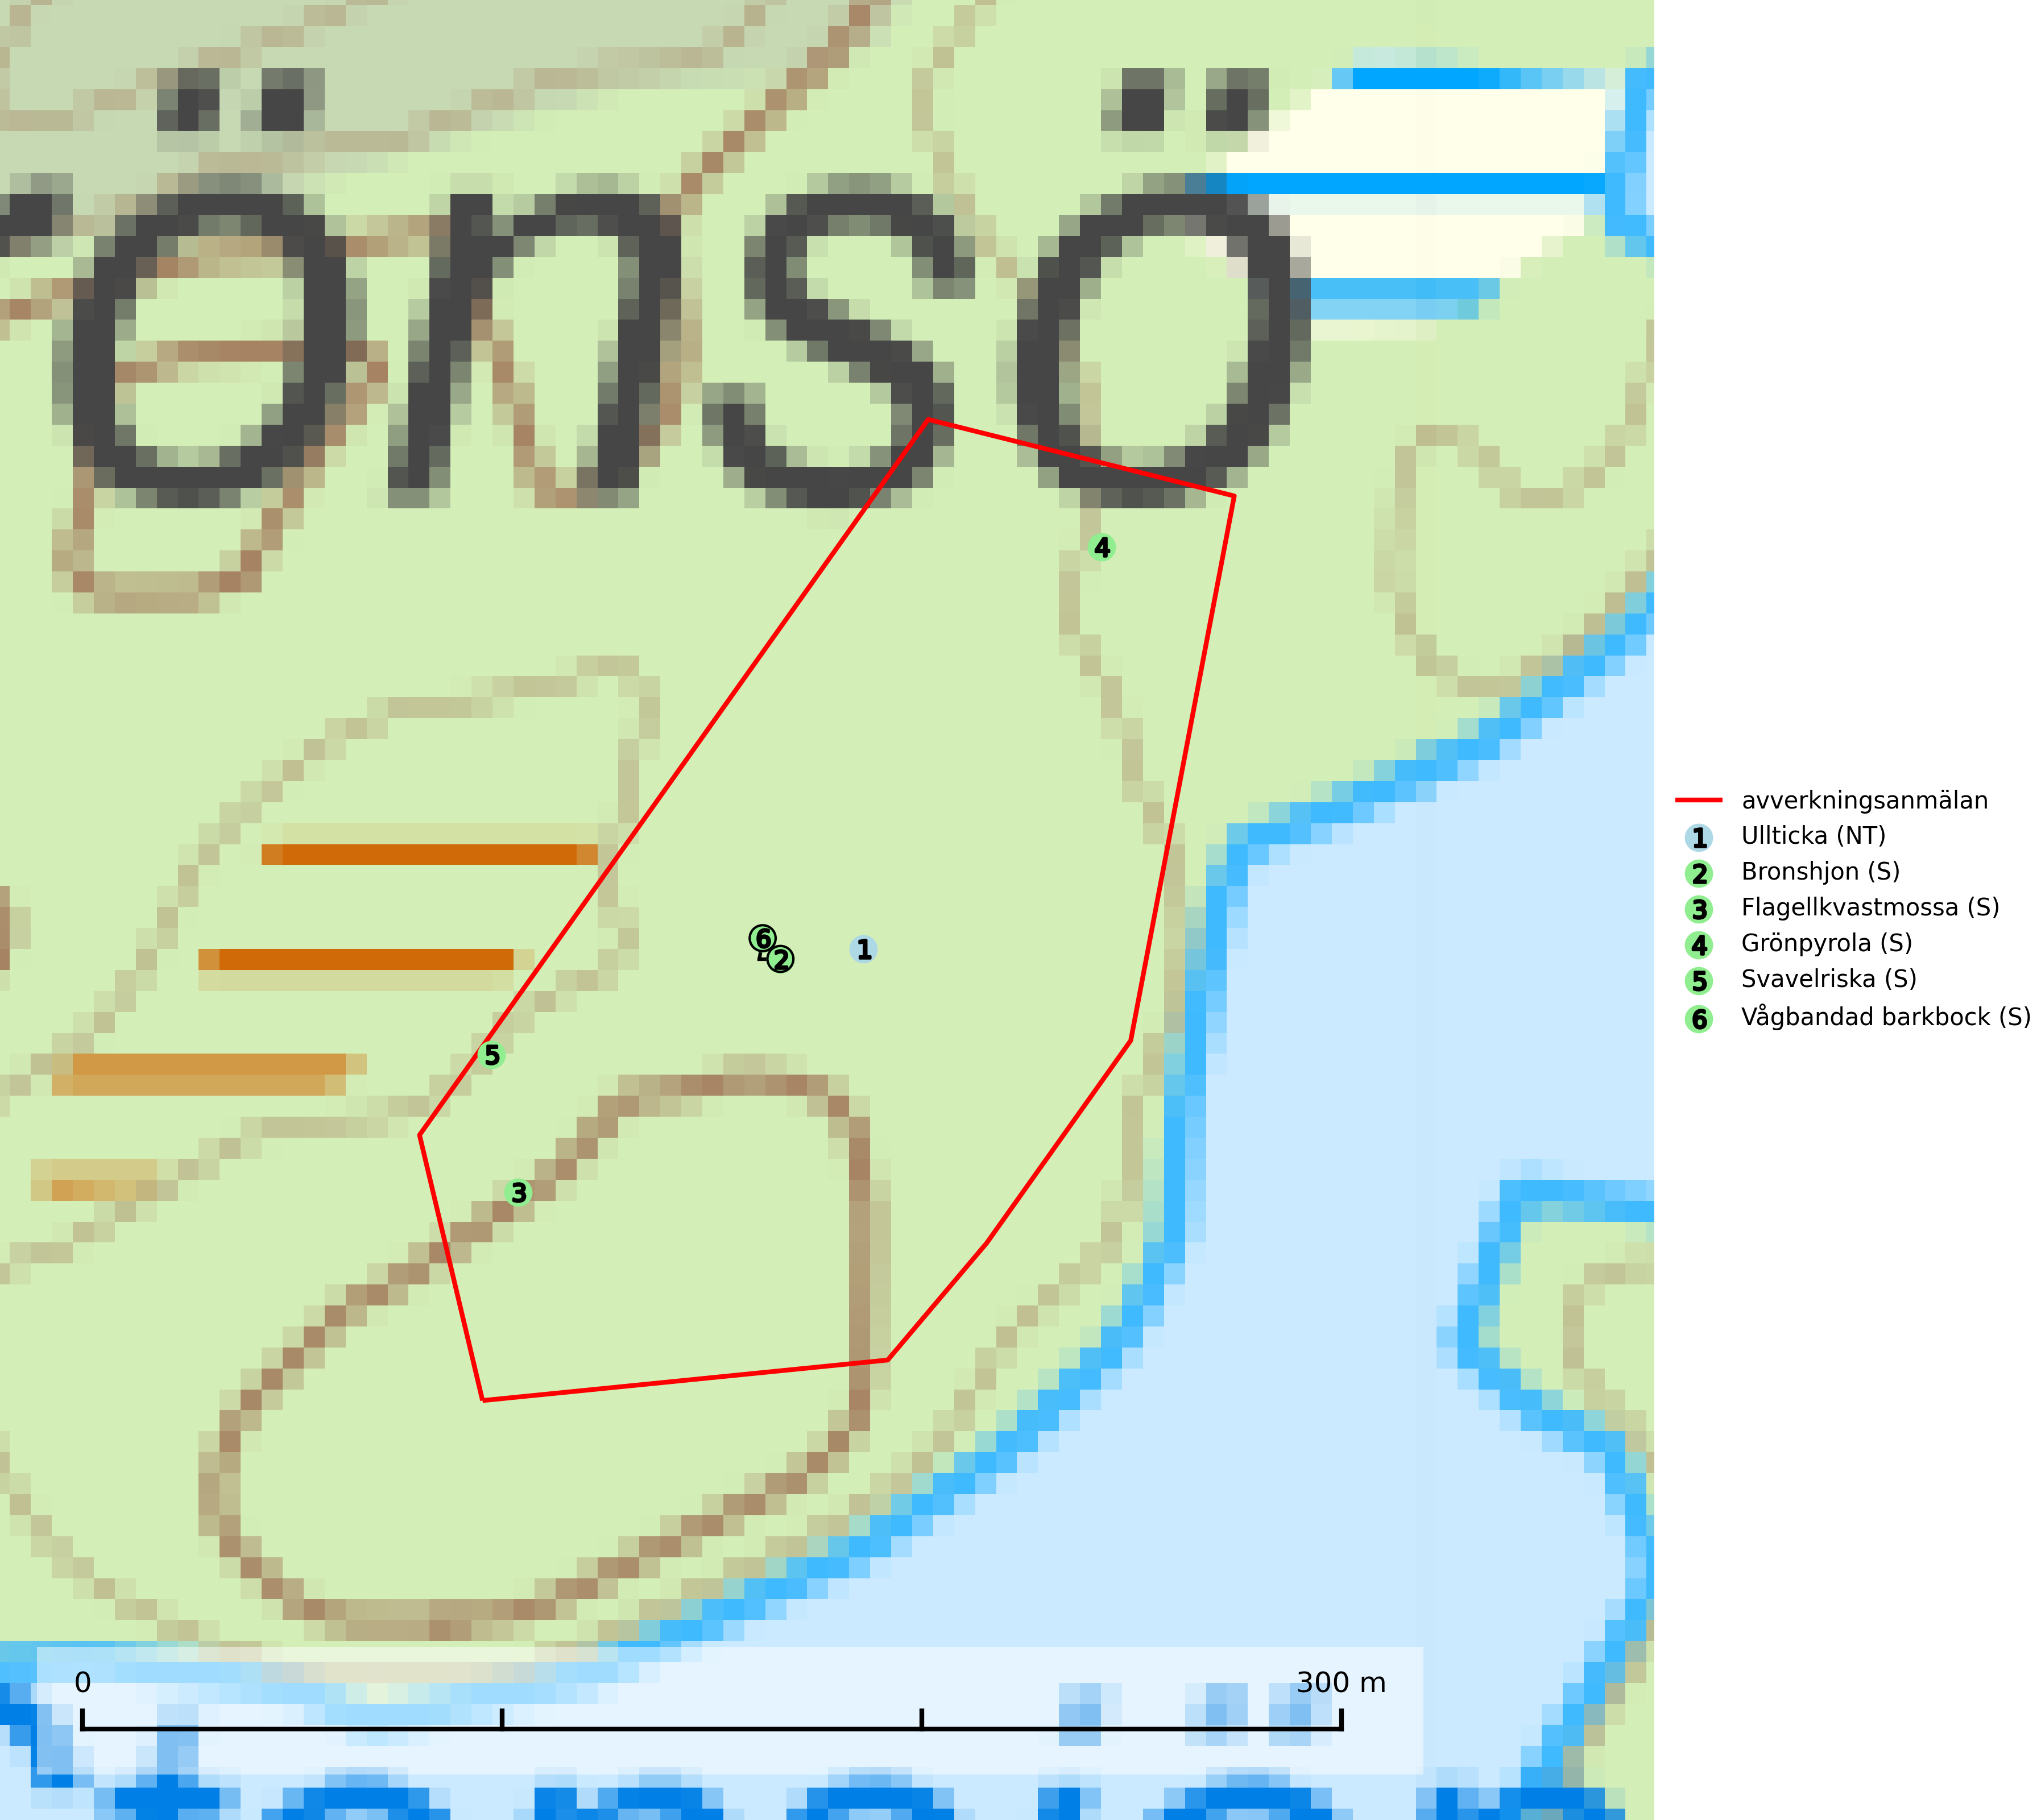 önsö
4
6
2
1
5
3
avverkningsanmälan
1 Ullticka (NT)
2 Bronshjon (S)
3 Flagellkvastmossa (S)
4 Grönpyrola (S)
5 Svavelriska (S)
6 Vågbandad barkbock (S)
0 300 m